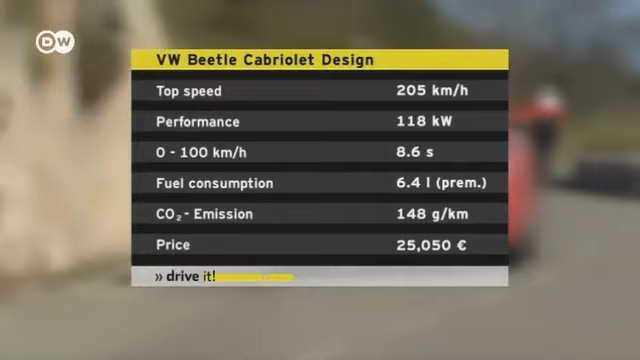 DW
VW Beetle Cabriolet Design
Top speed 205 km/h
Performance 118 kW
0 - 100 km/h 8.6 s
Fuel consumption 6.4 l (prem.)
CO₂- Emission 148 g/km
Price 25,050 €
» drive it!